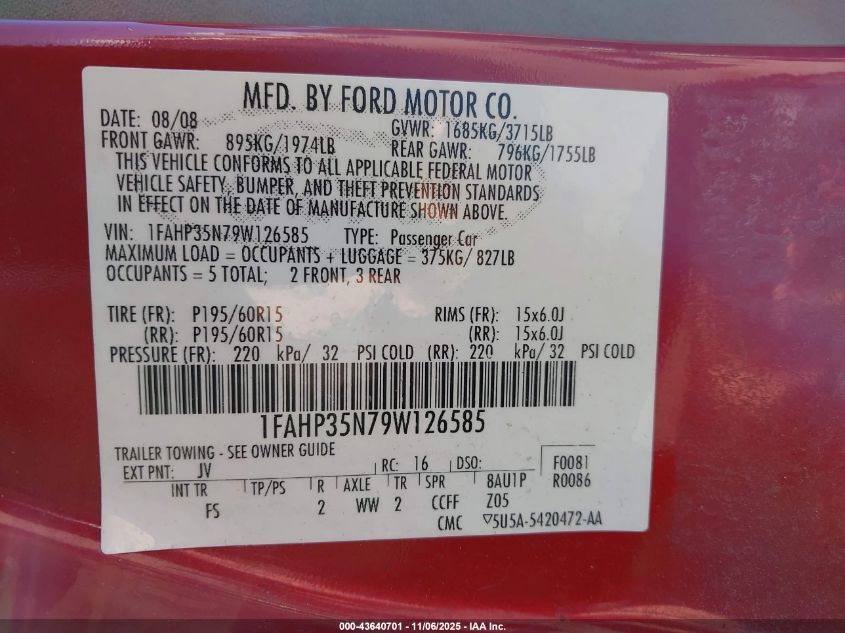 MFD. BY FORD MOTOR CO.
DATE: 08/08 GVWR: 1685KG/3715LB
FRONT GAWR: 895KG/1974LB REAR GAWR: 796KG/1755LB
THIS VEHICLE CONFORMS TO ALL APPLICABLE FEDERAL MOTOR
VEHICLE SAFETY, BUMPER, AND THEFT PREVENTION STANDARDS
IN EFFECT ON THE DATE OF MANUFACTURE SHOWN ABOVE.
VIN: 1FAHP35N79W126585 TYPE: Passenger Car
MAXIMUM LOAD = OCCUPANTS + LUGGAGE = 375KG/ 827LB
OCCUPANTS = 5 TOTAL; 2 FRONT, 3 REAR
TIRE (FR): P195/60R15 RIMS (FR): 15x6.0J
(RR): P195/60R15 (RR): 15x6.0J
PRESSURE (FR): 220 kPa/ 32 PSI COLD (RR): 220 kPa/ 32 PSI COLD
1FAHP35N79W126585
TRAILER TOWING - SEE OWNER GUIDE
EXT PNT: JV RC: 16 DSO: F0081
INT TR TP/PS R AXLE TR SPR 8AU1P R0086
FS 2 WW 2 CCFF Z05
CMC ▽5U5A-5420472-AA
000-43640701 - 11/06/2025 - IAA Inc.